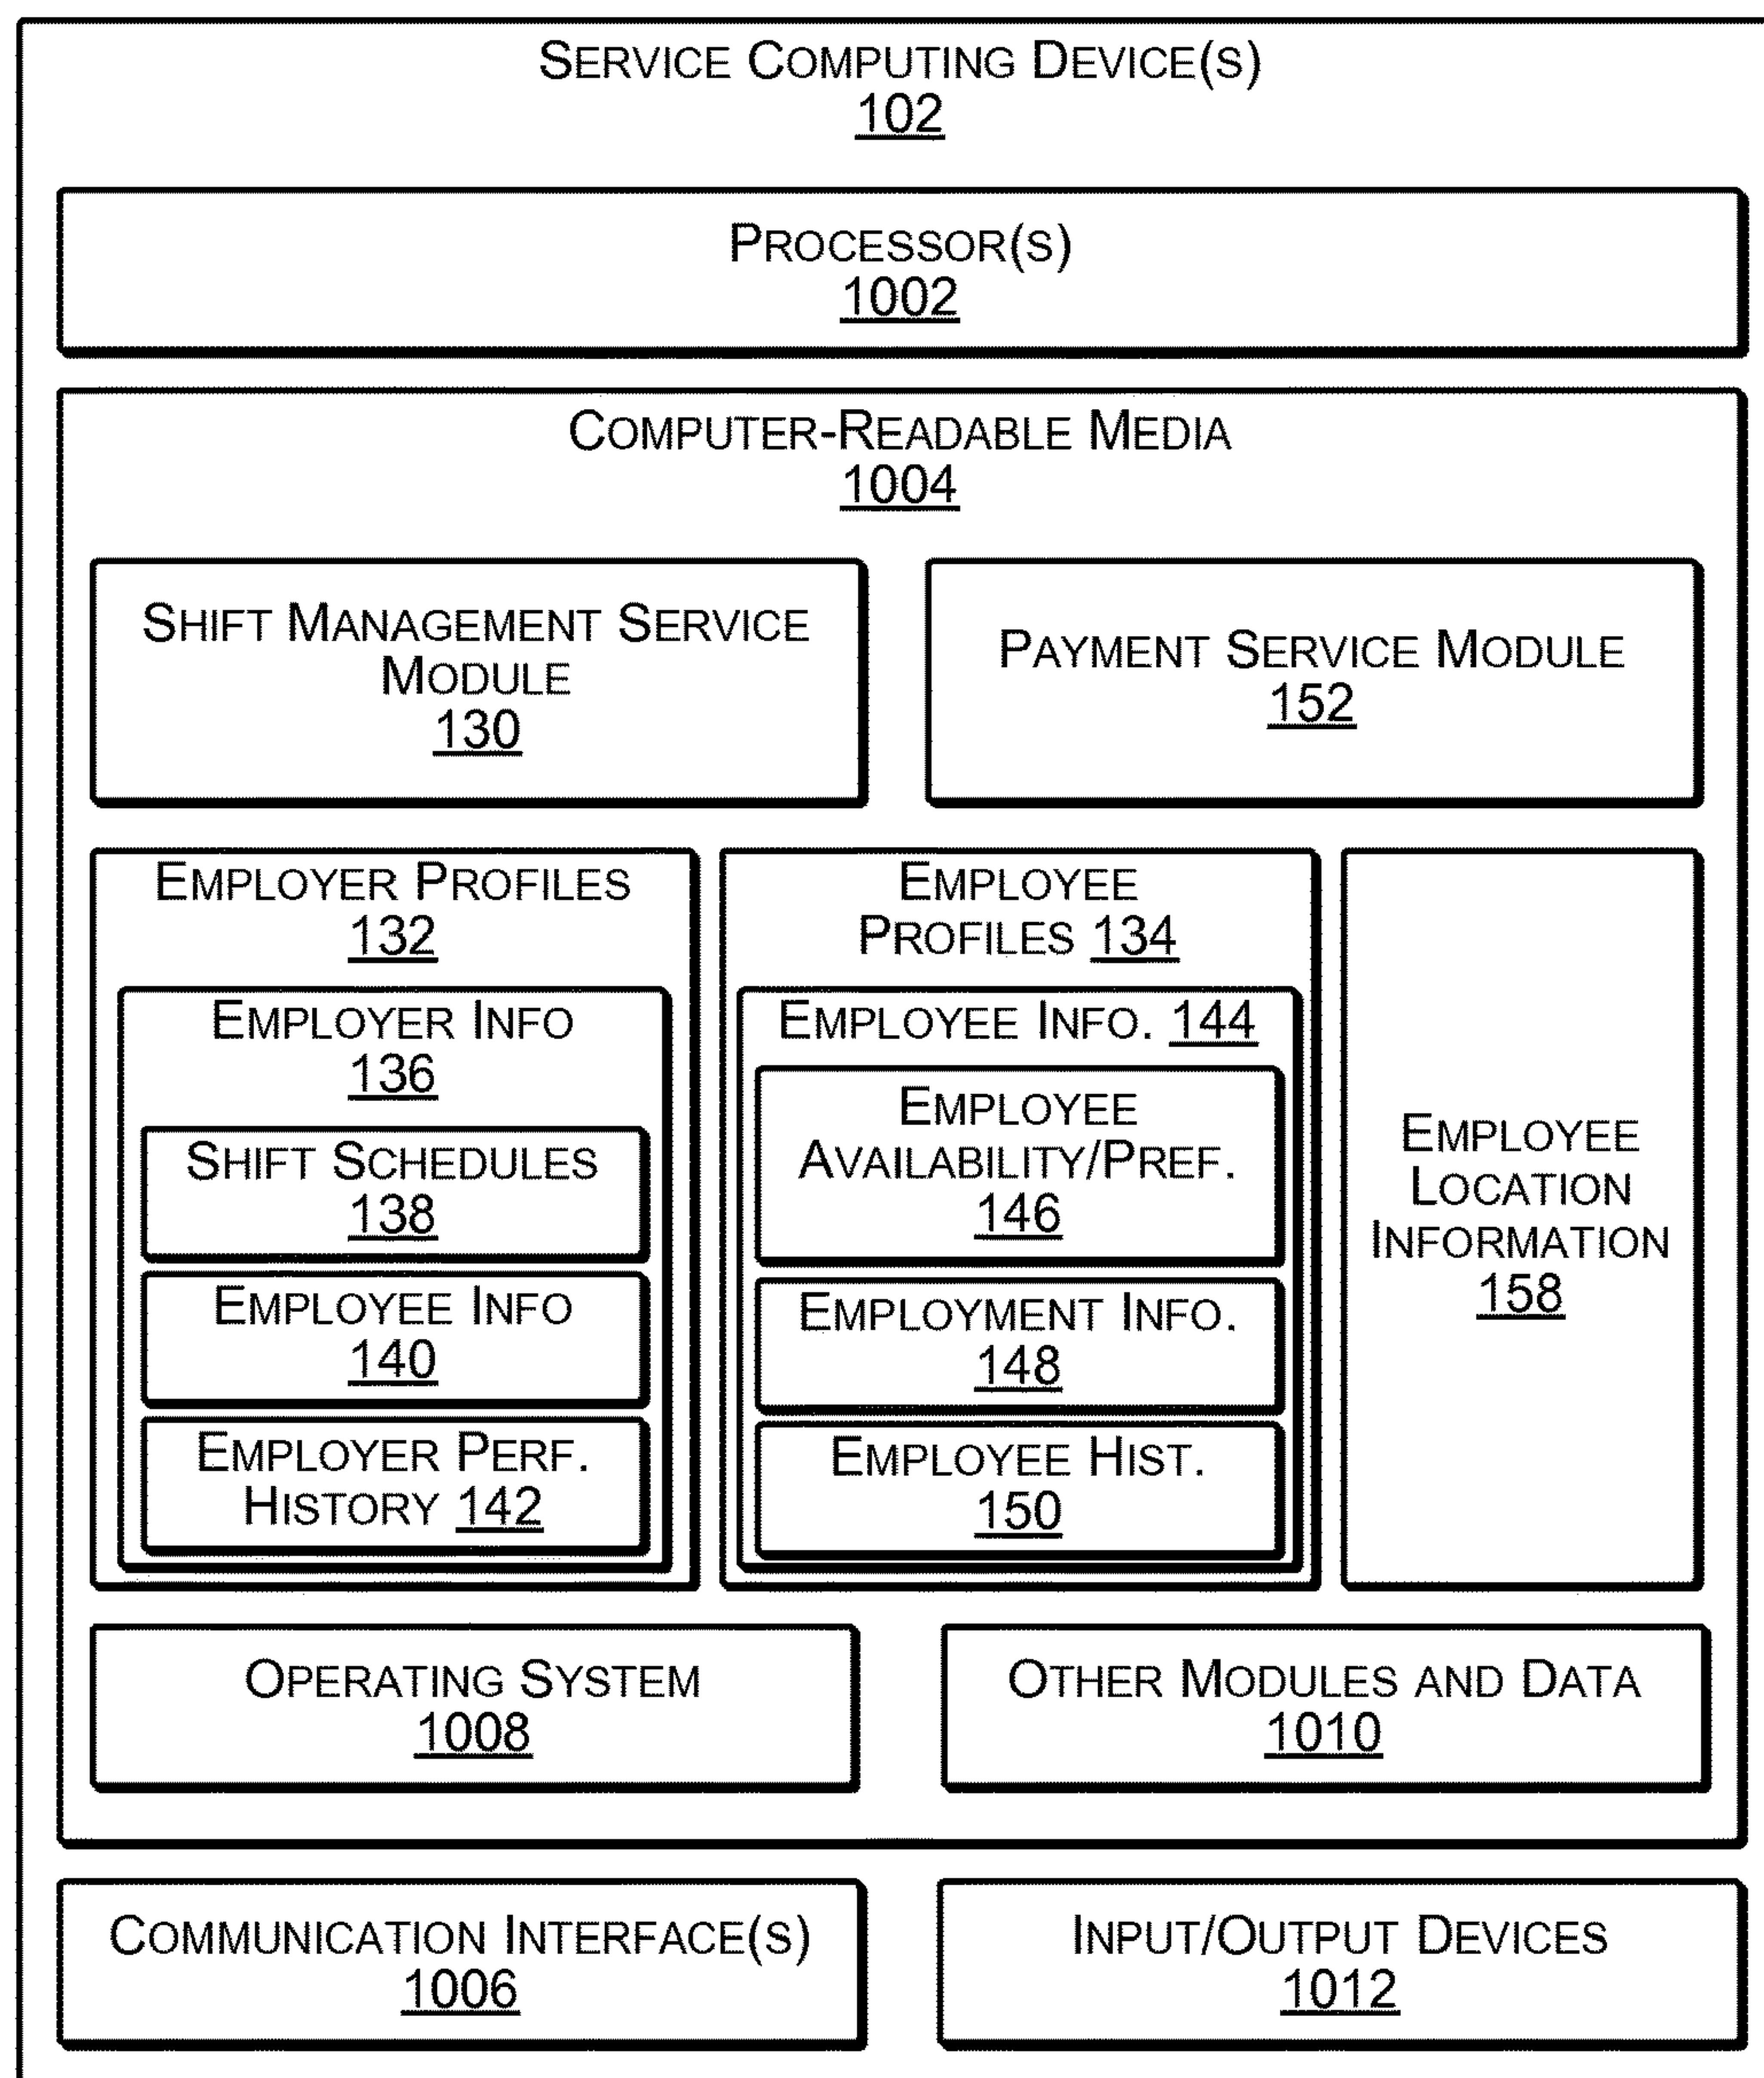 SERVICE COMPUTING DEVICE(S)
102
PROCESSOR(S)
1002
COMPUTER-READABLE MEDIA
1004
SHIFT MANAGEMENT SERVICE
MODULE
130
PAYMENT SERVICE MODULE
152
EMPLOYER PROFILES
132
EMPLOYER INFO
136
SHIFT SCHEDULES
138
EMPLOYEE INFO
140
EMPLOYER PERF.
HISTORY 142
EMPLOYEE
PROFILES 134
EMPLOYEE INFO. 144
EMPLOYEE
AVAILABILITY/PREF.
146
EMPLOYMENT INFO.
148
EMPLOYEE HIST.
150
EMPLOYEE
LOCATION
INFORMATION
158
OPERATING SYSTEM
1008
OTHER MODULES AND DATA
1010
COMMUNICATION INTERFACE(S)
1006
INPUT/OUTPUT DEVICES
1012